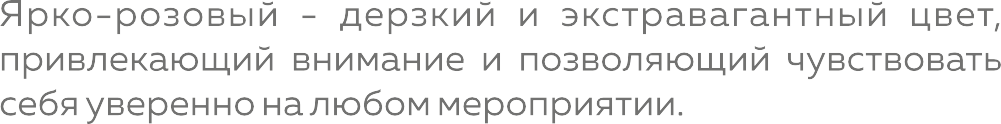 Ярко-розовый - дерзкий и экстравагантный цвет,
привлекающий внимание и позволяющий чувствовать
себя уверенно на любом мероприятии.